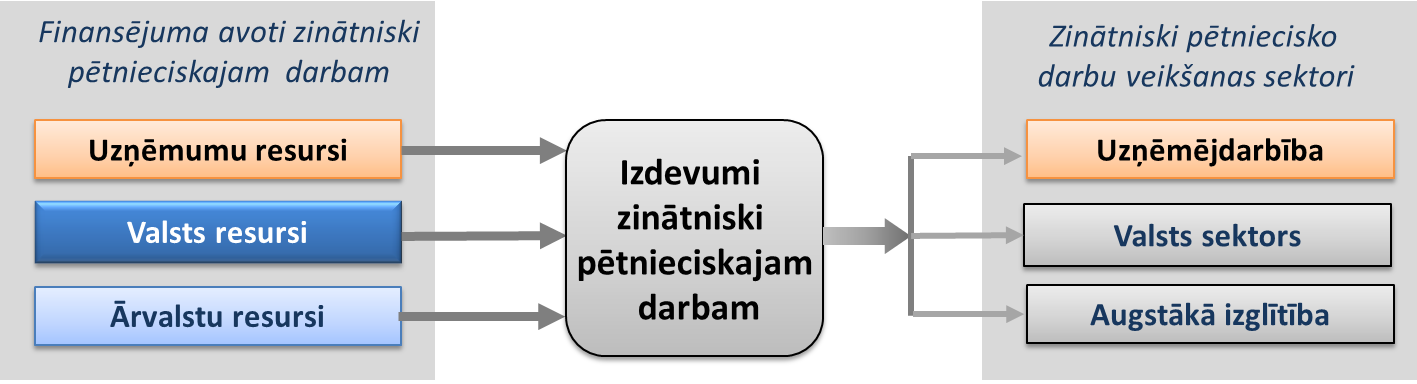 Finansējuma avoti zinātniski
pētnieciskajam darbam
Uzņēmumu resursi
Valsts resursi
Ārvalstu resursi
Izdevumi
zinātniski
pētnieciskajam
darbam
Zinātniski pētniecisko
darbu veikšanas sektori
Uzņēmējdarbība
Valsts sektors
Augstākā izglītība